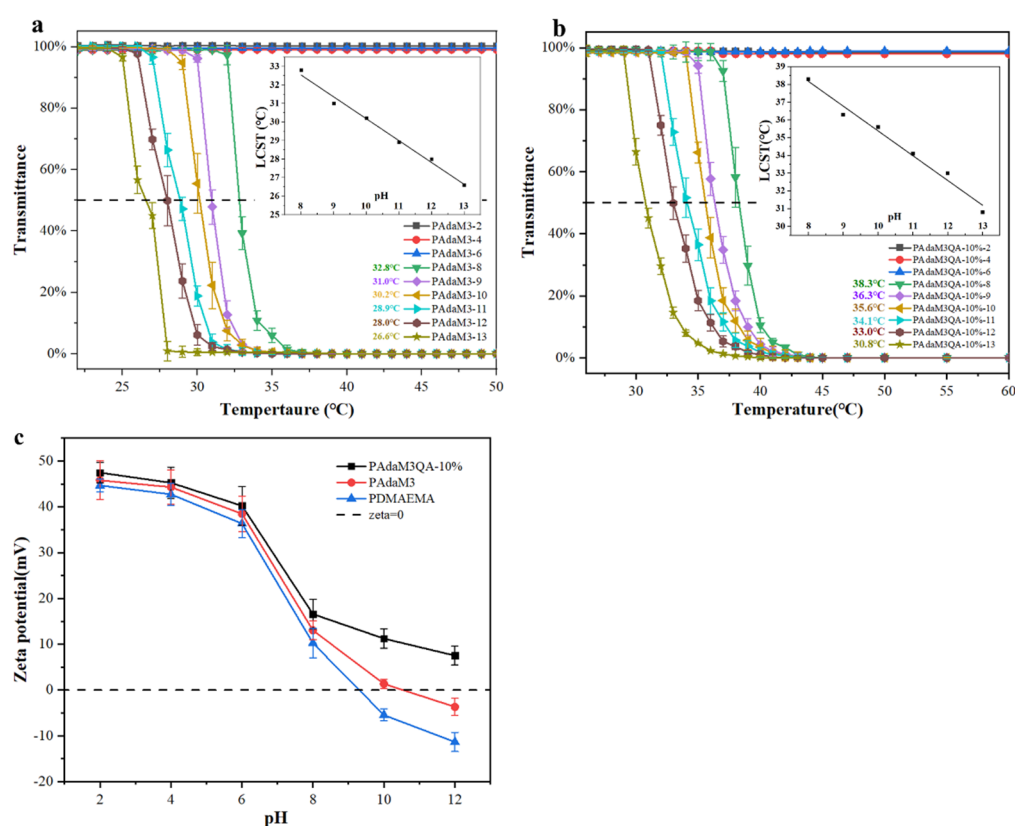 a
100%
80%
60%
40%
20%
0%
Transmittance
25 30 35 40 45 50
Tempertaure (℃)
33
32
31
30
29
28
27
26
25
LCST (℃)
pH
8 9 10 11 12 13
PAdaM3-2
PAdaM3-4
PAdaM3-6
32.8℃ PAdaM3-8
31.0℃ PAdaM3-9
30.2℃ PAdaM3-10
28.9℃ PAdaM3-11
28.0℃ PAdaM3-12
26.6℃ PAdaM3-13
b
100%
80%
60%
40%
20%
0%
Transmittance
30 35 40 45 50 55 60
Temperature(℃)
39
38
37
36
35
34
33
32
31
30
LCST(℃)
pH
8 9 10 11 12 13
PAdaM3QA-10%-2
PAdaM3QA-10%-4
PAdaM3QA-10%-6
38.3℃ PAdaM3QA-10%-8
36.3℃ PAdaM3QA-10%-9
35.6℃ PAdaM3QA-10%-10
34.1℃ PAdaM3QA-10%-11
33.0℃ PAdaM3QA-10%-12
30.8℃ PAdaM3QA-10%-13
c
50
40
30
20
10
0
-10
-20
Zeta potential(mV)
2 4 6 8 10 12
pH
PAdaM3QA-10%
PAdaM3
PDMAEMA
zeta=0